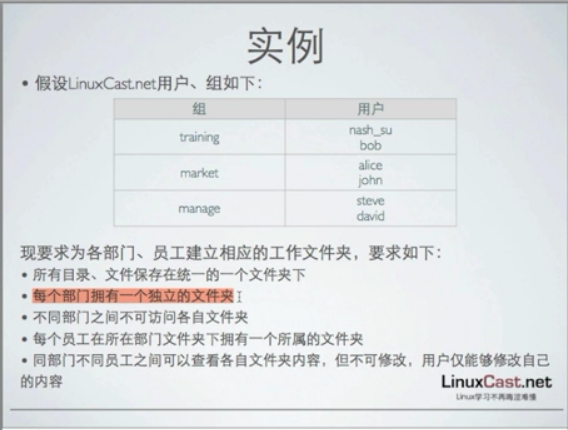 实例
• 假设LinuxCast.net用户、组如下：
组 用户
training nash_su
bob
market alice
john
manage steve
david
现要求为各部门、员工建立相应的工作文件夹，要求如下：
• 所有目录、文件保存在统一的一个文件夹下
• 每个部门拥有一个独立的文件夹
• 不同部门之间不可访问各自文件夹
• 每个员工在所在部门文件夹下拥有一个所属的文件夹
• 同部门不同员工之间可以查看各自文件夹内容，但不可修改，用户仅能够修改自己
的内容
LinuxCast.net
Linux学习不再晦涩难懂